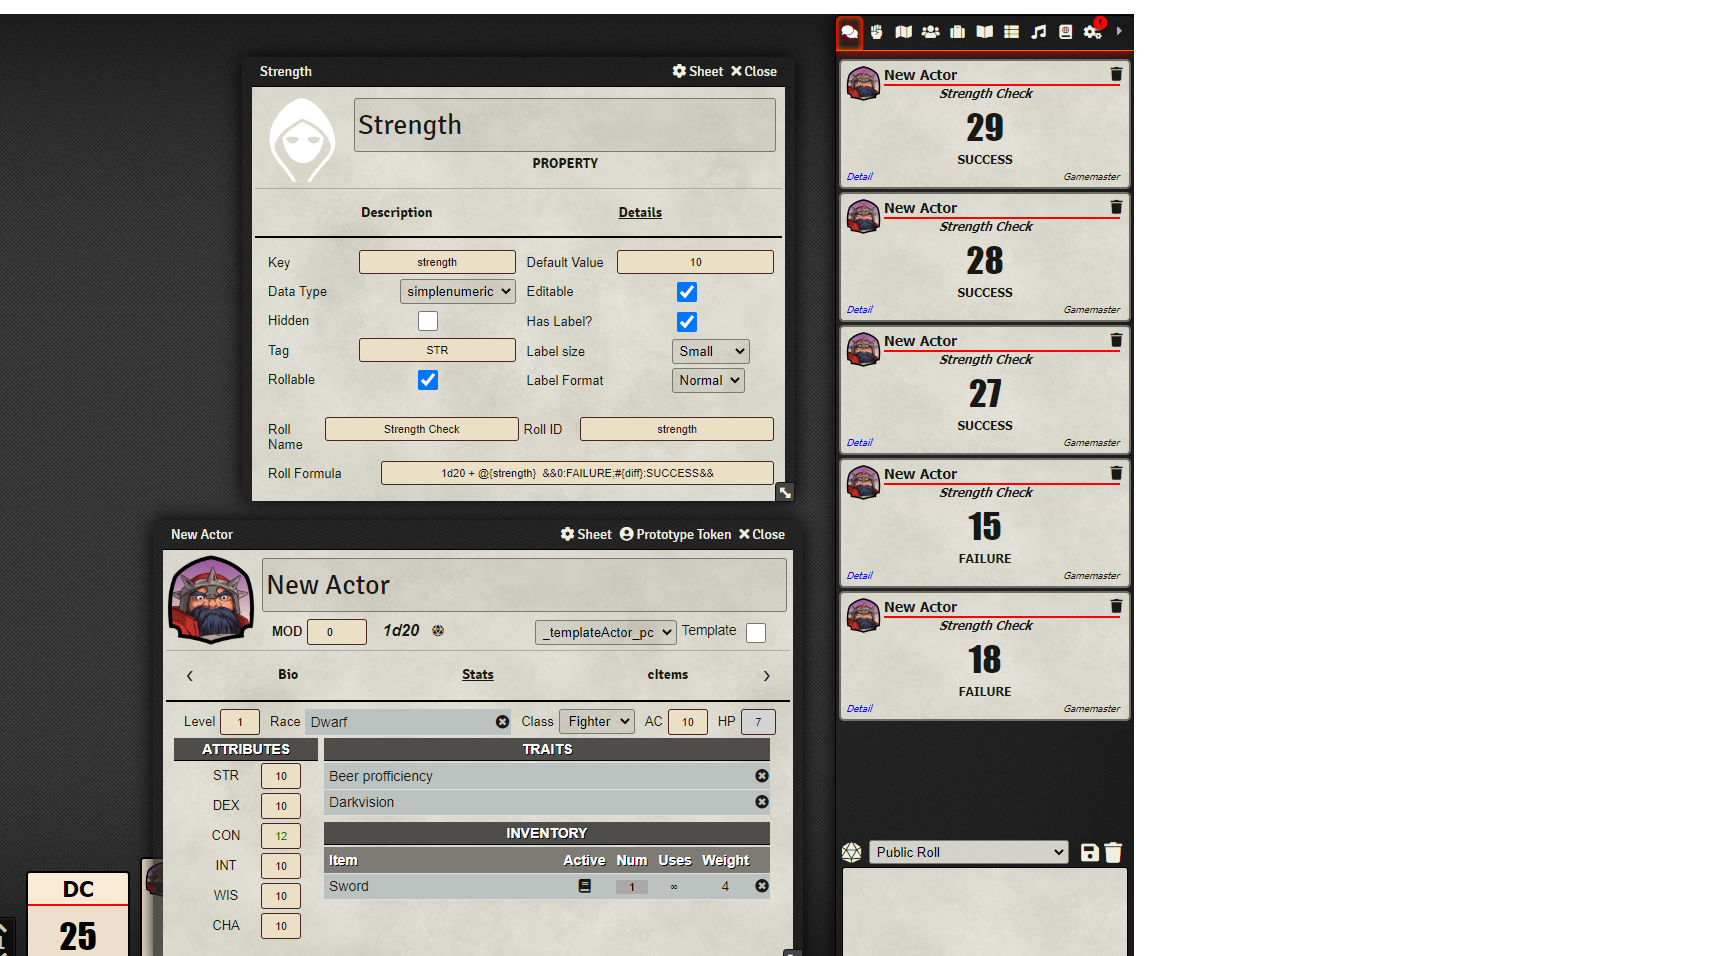 Strength
Sheet
Close
Strength
PROPERTY
Description
Details
Key
strength
Default Value
10
Data Type
simplenumeric
Editable
Hidden
Has Label?
Tag
STR
Label size
Small
Rollable
Label Format
Normal
Roll Name
Strength Check
Roll ID
strength
Roll Formula
1d20 + @{strength}  &&0:FAILURE;#{diff}:SUCCESS&&
New Actor
Sheet
Prototype Token
Close
New Actor
MOD
0
1d20
_templateActor_pc
Template
Bio
Stats
cItems
Level
1
Race
Dwarf
Class
Fighter
AC
10
HP
7
ATTRIBUTES
STR
10
DEX
10
CON
12
INT
10
WIS
10
CHA
10
TRAITS
Beer profficiency
Darkvision
INVENTORY
Item
Active
Num
Uses
Weight
Sword
1
∞
4
DC
25
New Actor
Strength Check
29
SUCCESS
Detail
Gamemaster
New Actor
Strength Check
28
SUCCESS
Detail
Gamemaster
New Actor
Strength Check
27
SUCCESS
Detail
Gamemaster
New Actor
Strength Check
15
FAILURE
Detail
Gamemaster
New Actor
Strength Check
18
FAILURE
Detail
Gamemaster
Public Roll